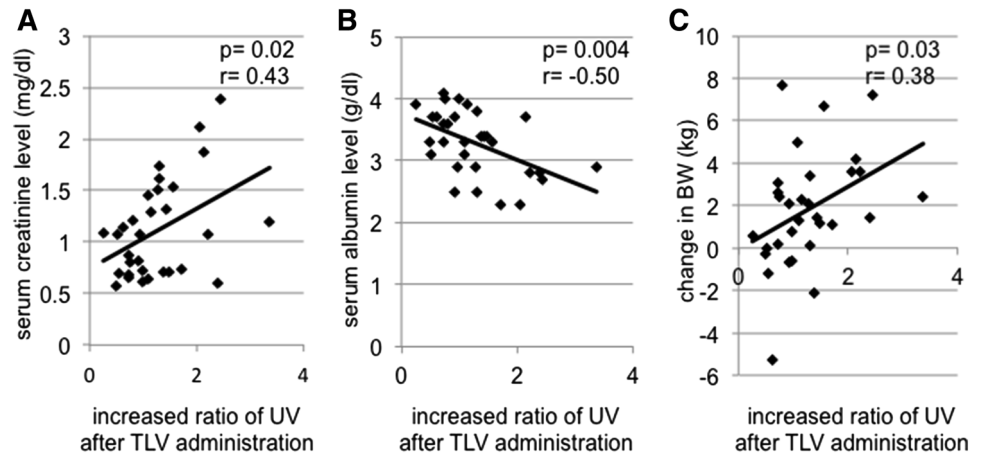 A
serum creatinine level (mg/dl)
3
2.5
2
1.5
1
0.5
0
0 2 4
p= 0.02
r= 0.43
increased ratio of UV
after TLV administration
B
serum albumin level (g/dl)
5
4
3
2
1
0
0 2 4
p= 0.004
r= -0.50
increased ratio of UV
after TLV administration
C
change in BW (kg)
10
8
6
4
2
0
-2
-4
-6
0 2 4
p= 0.03
r= 0.38
increased ratio of UV
after TLV administration